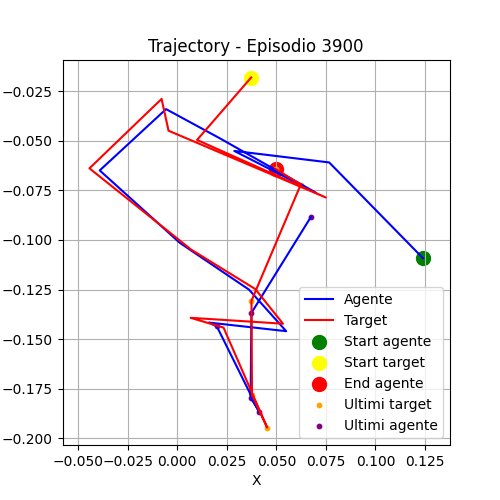 Trajectory - Episodio 3900
−0.025
−0.050
−0.075
−0.100
−0.125
−0.150
−0.175
−0.200
−0.050
−0.025
0.000
0.025
0.050
0.075
0.100
0.125
X
Agente
Target
Start agente
Start target
End agente
Ultimi target
Ultimi agente